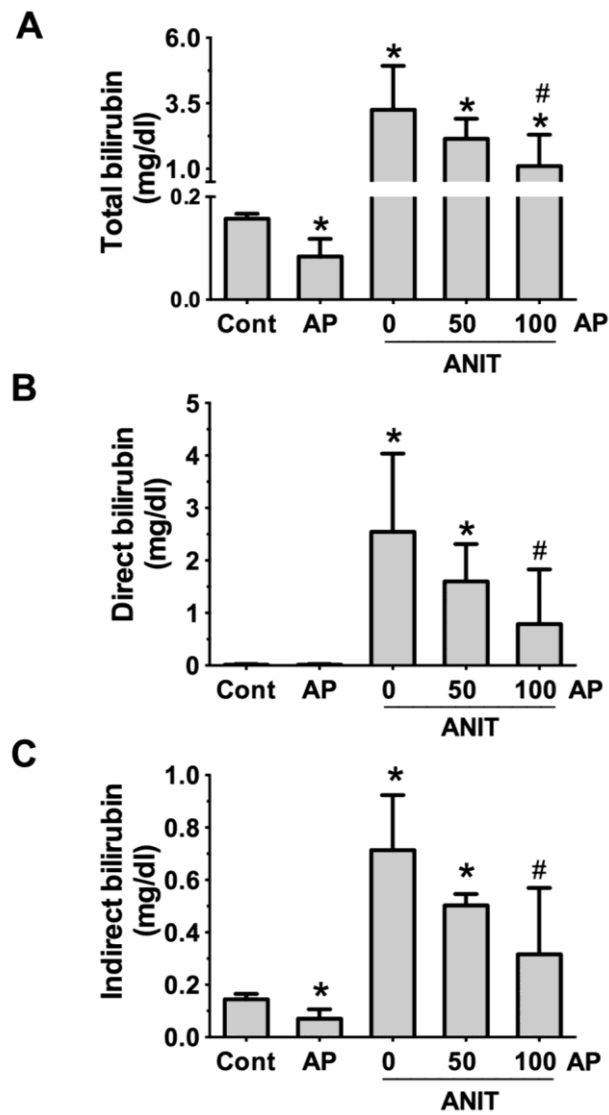 A
Total bilirubin
(mg/dl)
6.0
3.5
1.0
0.2
0.0
*
*
*
#
*
Cont AP 0 50 100 AP
ANIT
B
Direct bilirubin
(mg/dl)
5
4
3
2
1
0
*
*
#
Cont AP 0 50 100 AP
ANIT
C
Indirect bilirubin
(mg/dl)
1.0
0.8
0.6
0.4
0.2
0.0
*
*
*
#
Cont AP 0 50 100 AP
ANIT